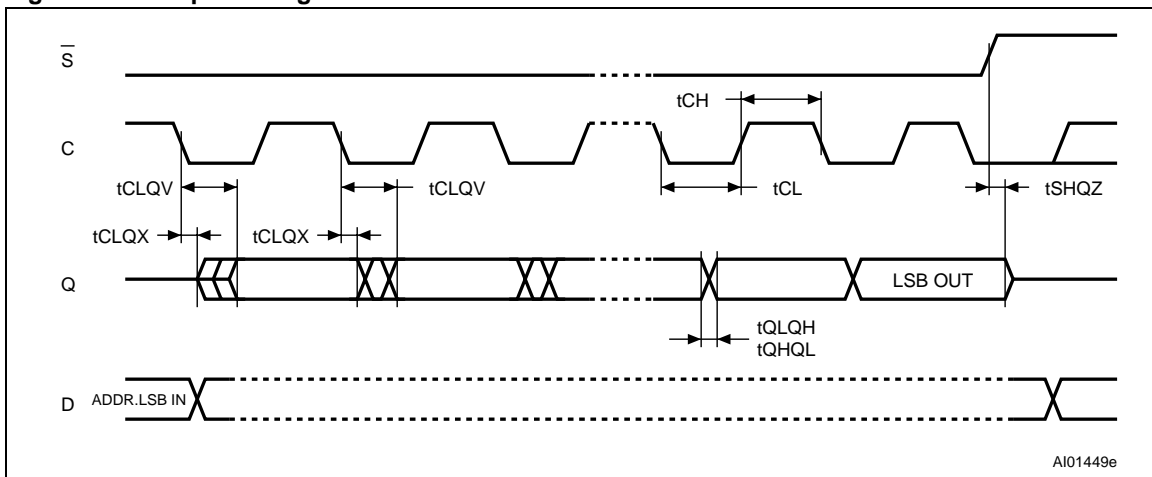 S
tCH
C
tCLQV
tCLQV
tCL
tSHQZ
tCLQX
tCLQX
Q
LSB OUT
tQLQH
tQHQL
D
ADDR.LSB IN
AI01449e